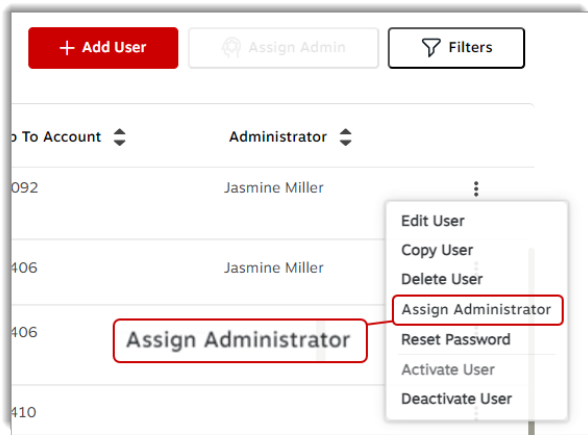 + Add User
Assign Admin
Filters
To Account
Administrator
092
Jasmine Miller
Edit User
Copy User
406
Jasmine Miller
Delete User
Assign Administrator
406
Assign Administrator
Reset Password
Activate User
Deactivate User
410